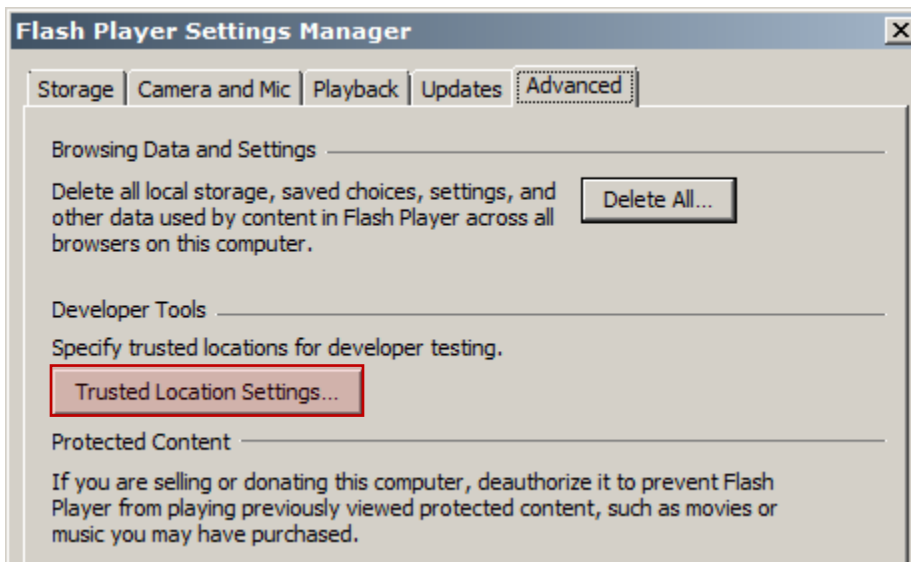 Flash Player Settings Manager
Storage Camera and Mic Playback Updates Advanced
Browsing Data and Settings
Delete all local storage, saved choices, settings, and
other data used by content in Flash Player across all
browsers on this computer.
Delete All...
Developer Tools
Specify trusted locations for developer testing.
Trusted Location Settings...
Protected Content
If you are selling or donating this computer, deauthorize it to prevent Flash
Player from playing previously viewed protected content, such as movies or
music you may have purchased.